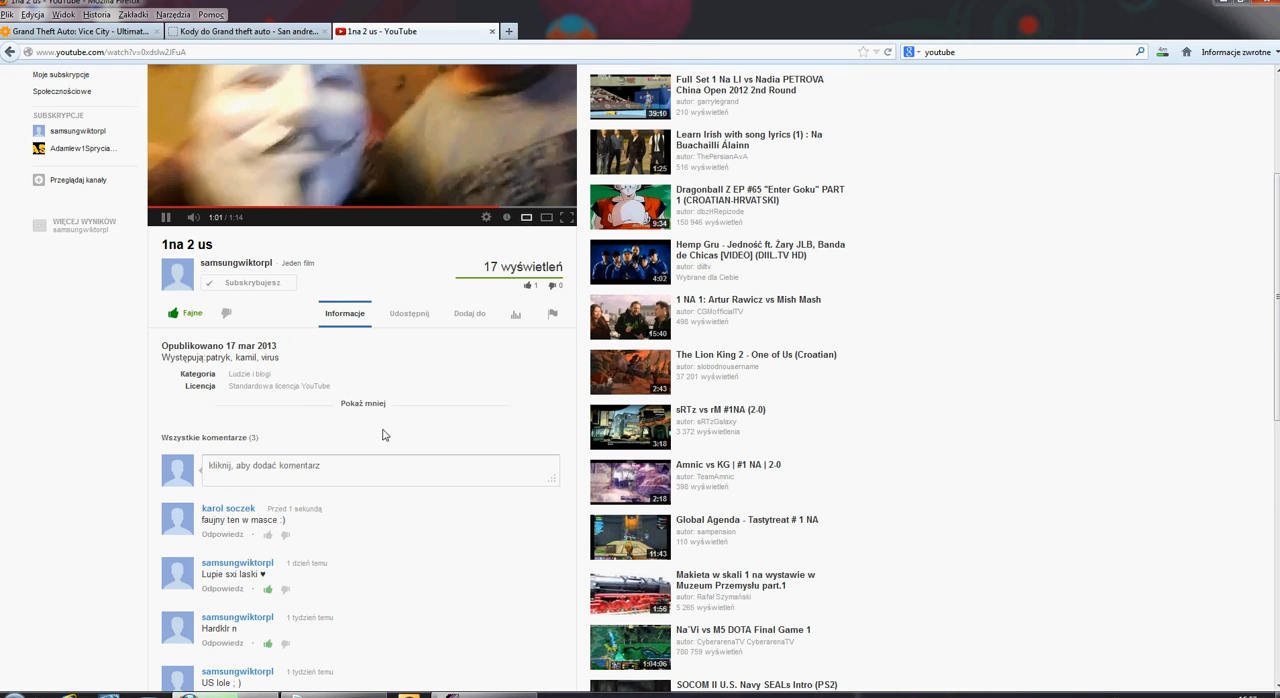 1na 2 us - YouTube - Mozilla Firefox
Plik Edycja Widok Historia Zakładki Narzędzia Pomoc
Grand Theft Auto: Vice City - Ultimat... × Kody do Grand theft auto - San andre... × 1na 2 us - YouTube × +
www.youtube.com/watch?v=0xdsIw2JFuA
youtube
Informacje zwrotne
Moje subskrypcje
Społecznościowe
SUBSKRYPCJE
samsungwiktorpl
Adamlew1Sprycia...
Przeglądaj kanały
WIĘCEJ WYNIKÓW
samsungwiktorpl
1:01 / 1:14
1na 2 us
samsungwiktorpl · Jeden film
17 wyświetleń
Subskrybujesz
1 0
Fajne
Informacje
Udostępnij
Dodaj do
Opublikowano 17 mar 2013
Występują:patryk, kamil, virus
Kategoria Ludzie i blogi
Licencja Standardowa licencja YouTube
Pokaż mniej
Wszystkie komentarze (3)
kliknij, aby dodać komentarz
karol soczek Przed 1 sekundą
faujny ten w masce :)
Odpowiedz ·
samsungwiktorpl 1 dzień temu
Lupie sxi laski ♥
Odpowiedz ·
samsungwiktorpl 1 tydzień temu
Hardklr n
Odpowiedz ·
samsungwiktorpl 1 tydzień temu
US lole ; )
Full Set 1 Na LI vs Nadia PETROVA
China Open 2012 2nd Round
autor: garrylegrand
210 wyświetleń
39:10
Learn Irish with song lyrics (1) : Na
Buachaillí Álainn
autor: ThePersianAvA
516 wyświetleń
1:25
Dragonball Z EP #65 "Enter Goku" PART
1 (CROATIAN-HRVATSKI)
autor: dbzHRepizode
150 946 wyświetleń
9:34
Hemp Gru - Jedność ft. Żary JLB, Banda
de Chicas [VIDEO] (DIIL.TV HD)
autor: diiltv
Wybrane dla Ciebie
4:02
1 NA 1: Artur Rawicz vs Mish Mash
autor: CGMofficialTV
498 wyświetleń
15:40
The Lion King 2 - One of Us (Croatian)
autor: slobodnousername
37 201 wyświetleń
2:43
sRTz vs rM #1NA (2-0)
autor: sRTzGalaxy
3 372 wyświetlenia
3:18
Amnic vs KG | #1 NA | 2-0
autor: TeamAmnic
398 wyświetleń
2:18
Global Agenda - Tastytreat # 1 NA
autor: sampension
110 wyświetleń
11:43
Makieta w skali 1 na wystawie w
Muzeum Przemysłu part.1
autor: Rafał Szymański
5 265 wyświetleń
1:56
Na`Vi vs M5 DOTA Final Game 1
autor: CyberarenaTV CyberarenaTV
780 759 wyświetleń
1:04:06
SOCOM II U.S. Navy SEALs Intro (PS2)